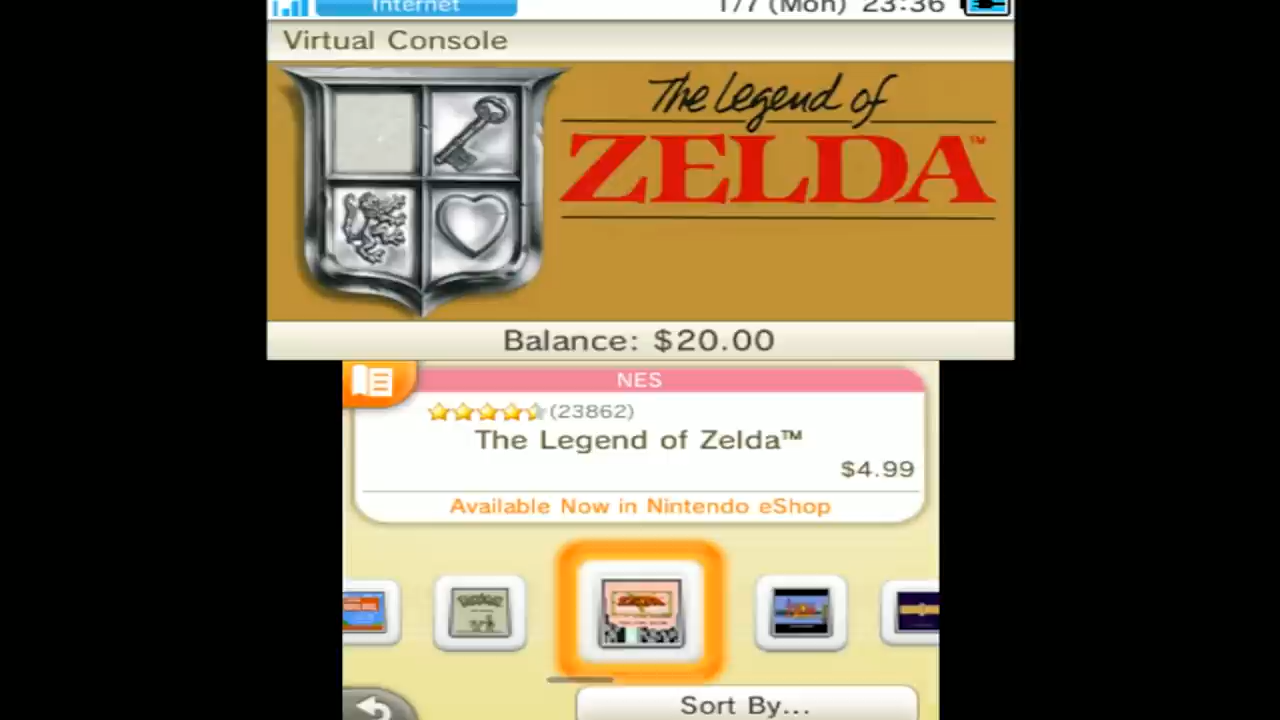 Internet 1/7 (Mon) 23:36
Virtual Console
The Legend of
ZELDA™
Balance: $20.00
NES
(23862)
The Legend of Zelda™
$4.99
Available Now in Nintendo eShop
Sort By...